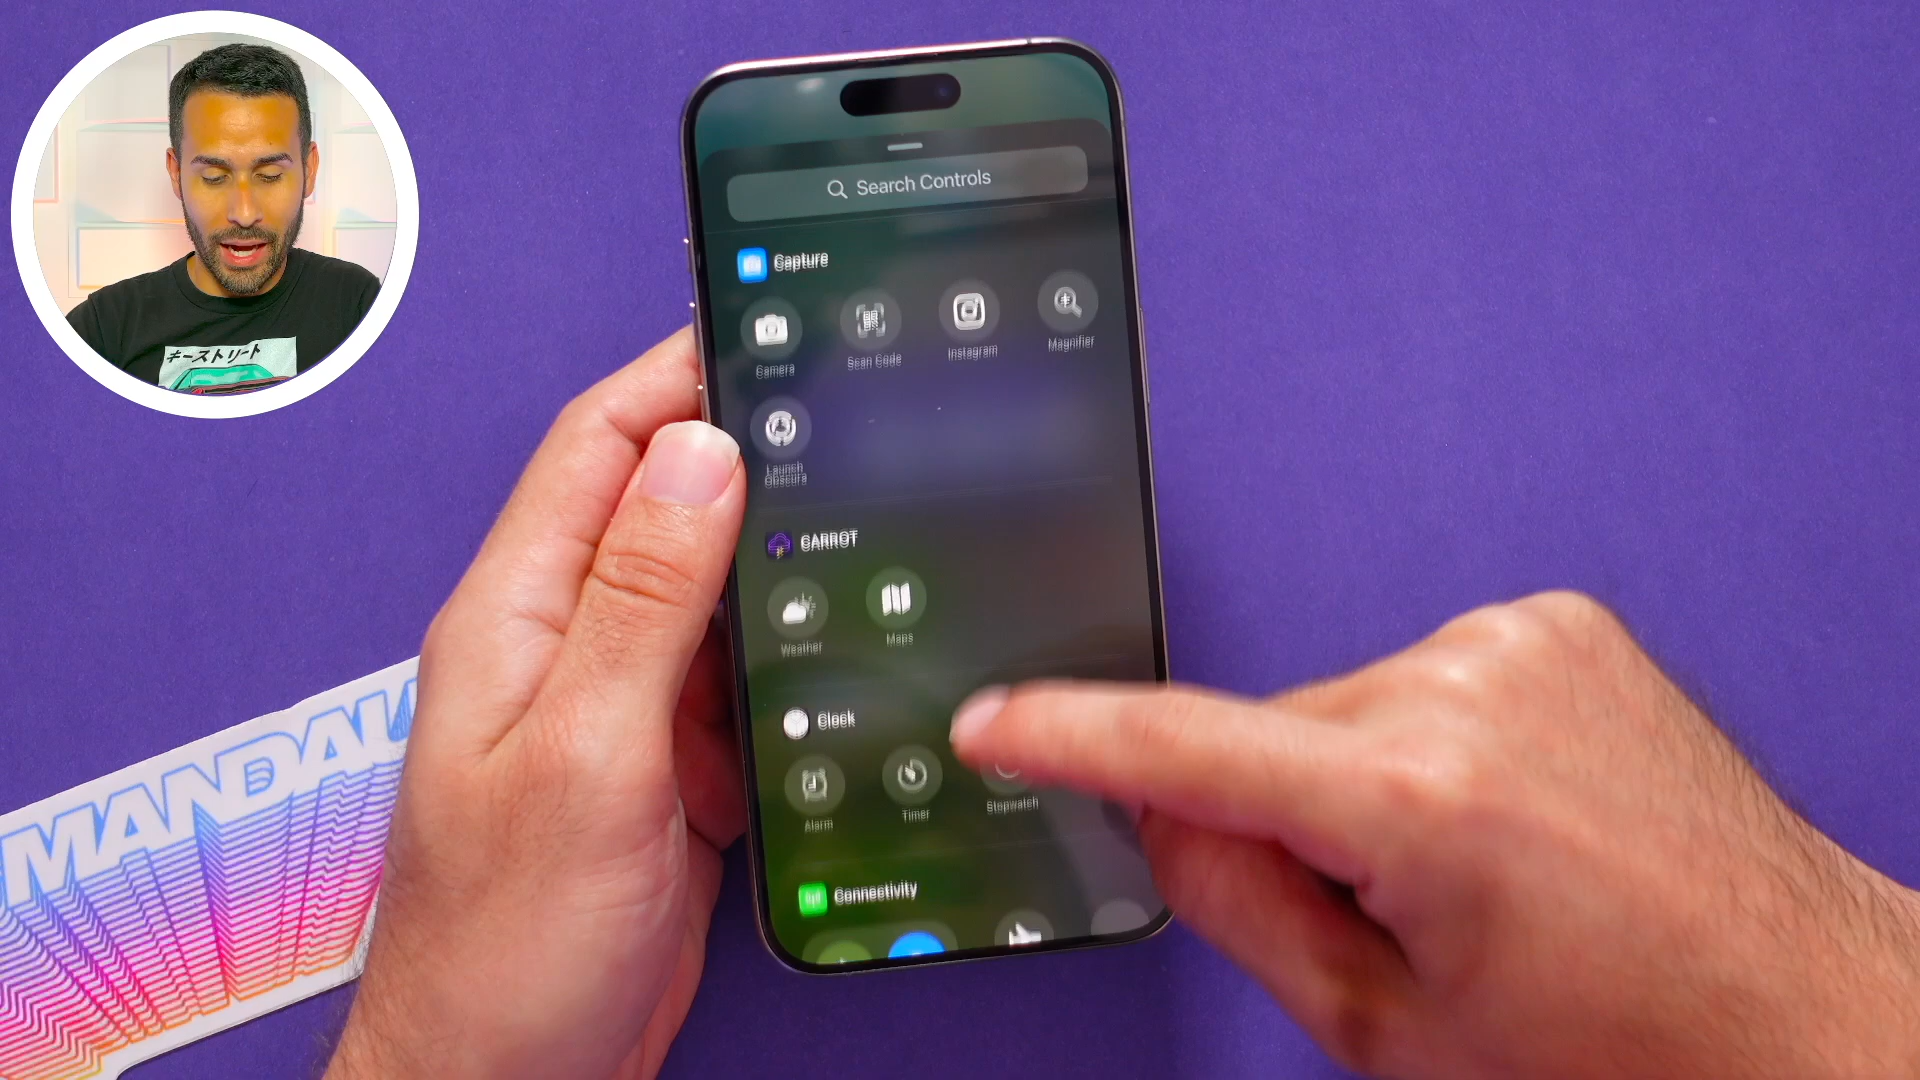 キーストリート
Search Controls
Capture
Camera
Scan Code
Instagram
Magnifier
Launch
Obscura
CARROT
Weather
Maps
Clock
Alarm
Timer
Stopwatch
Connectivity